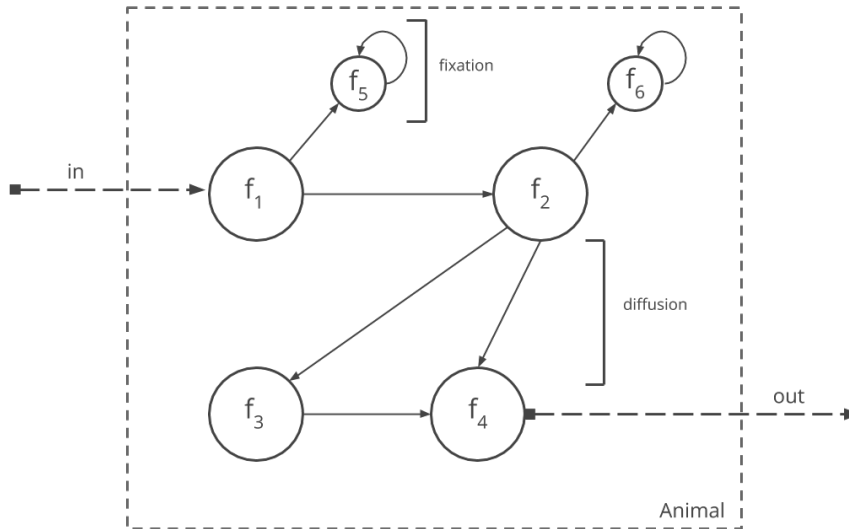 f₅
fixation
f₆
in
f₁
f₂
diffusion
f₃
f₄
out
Animal